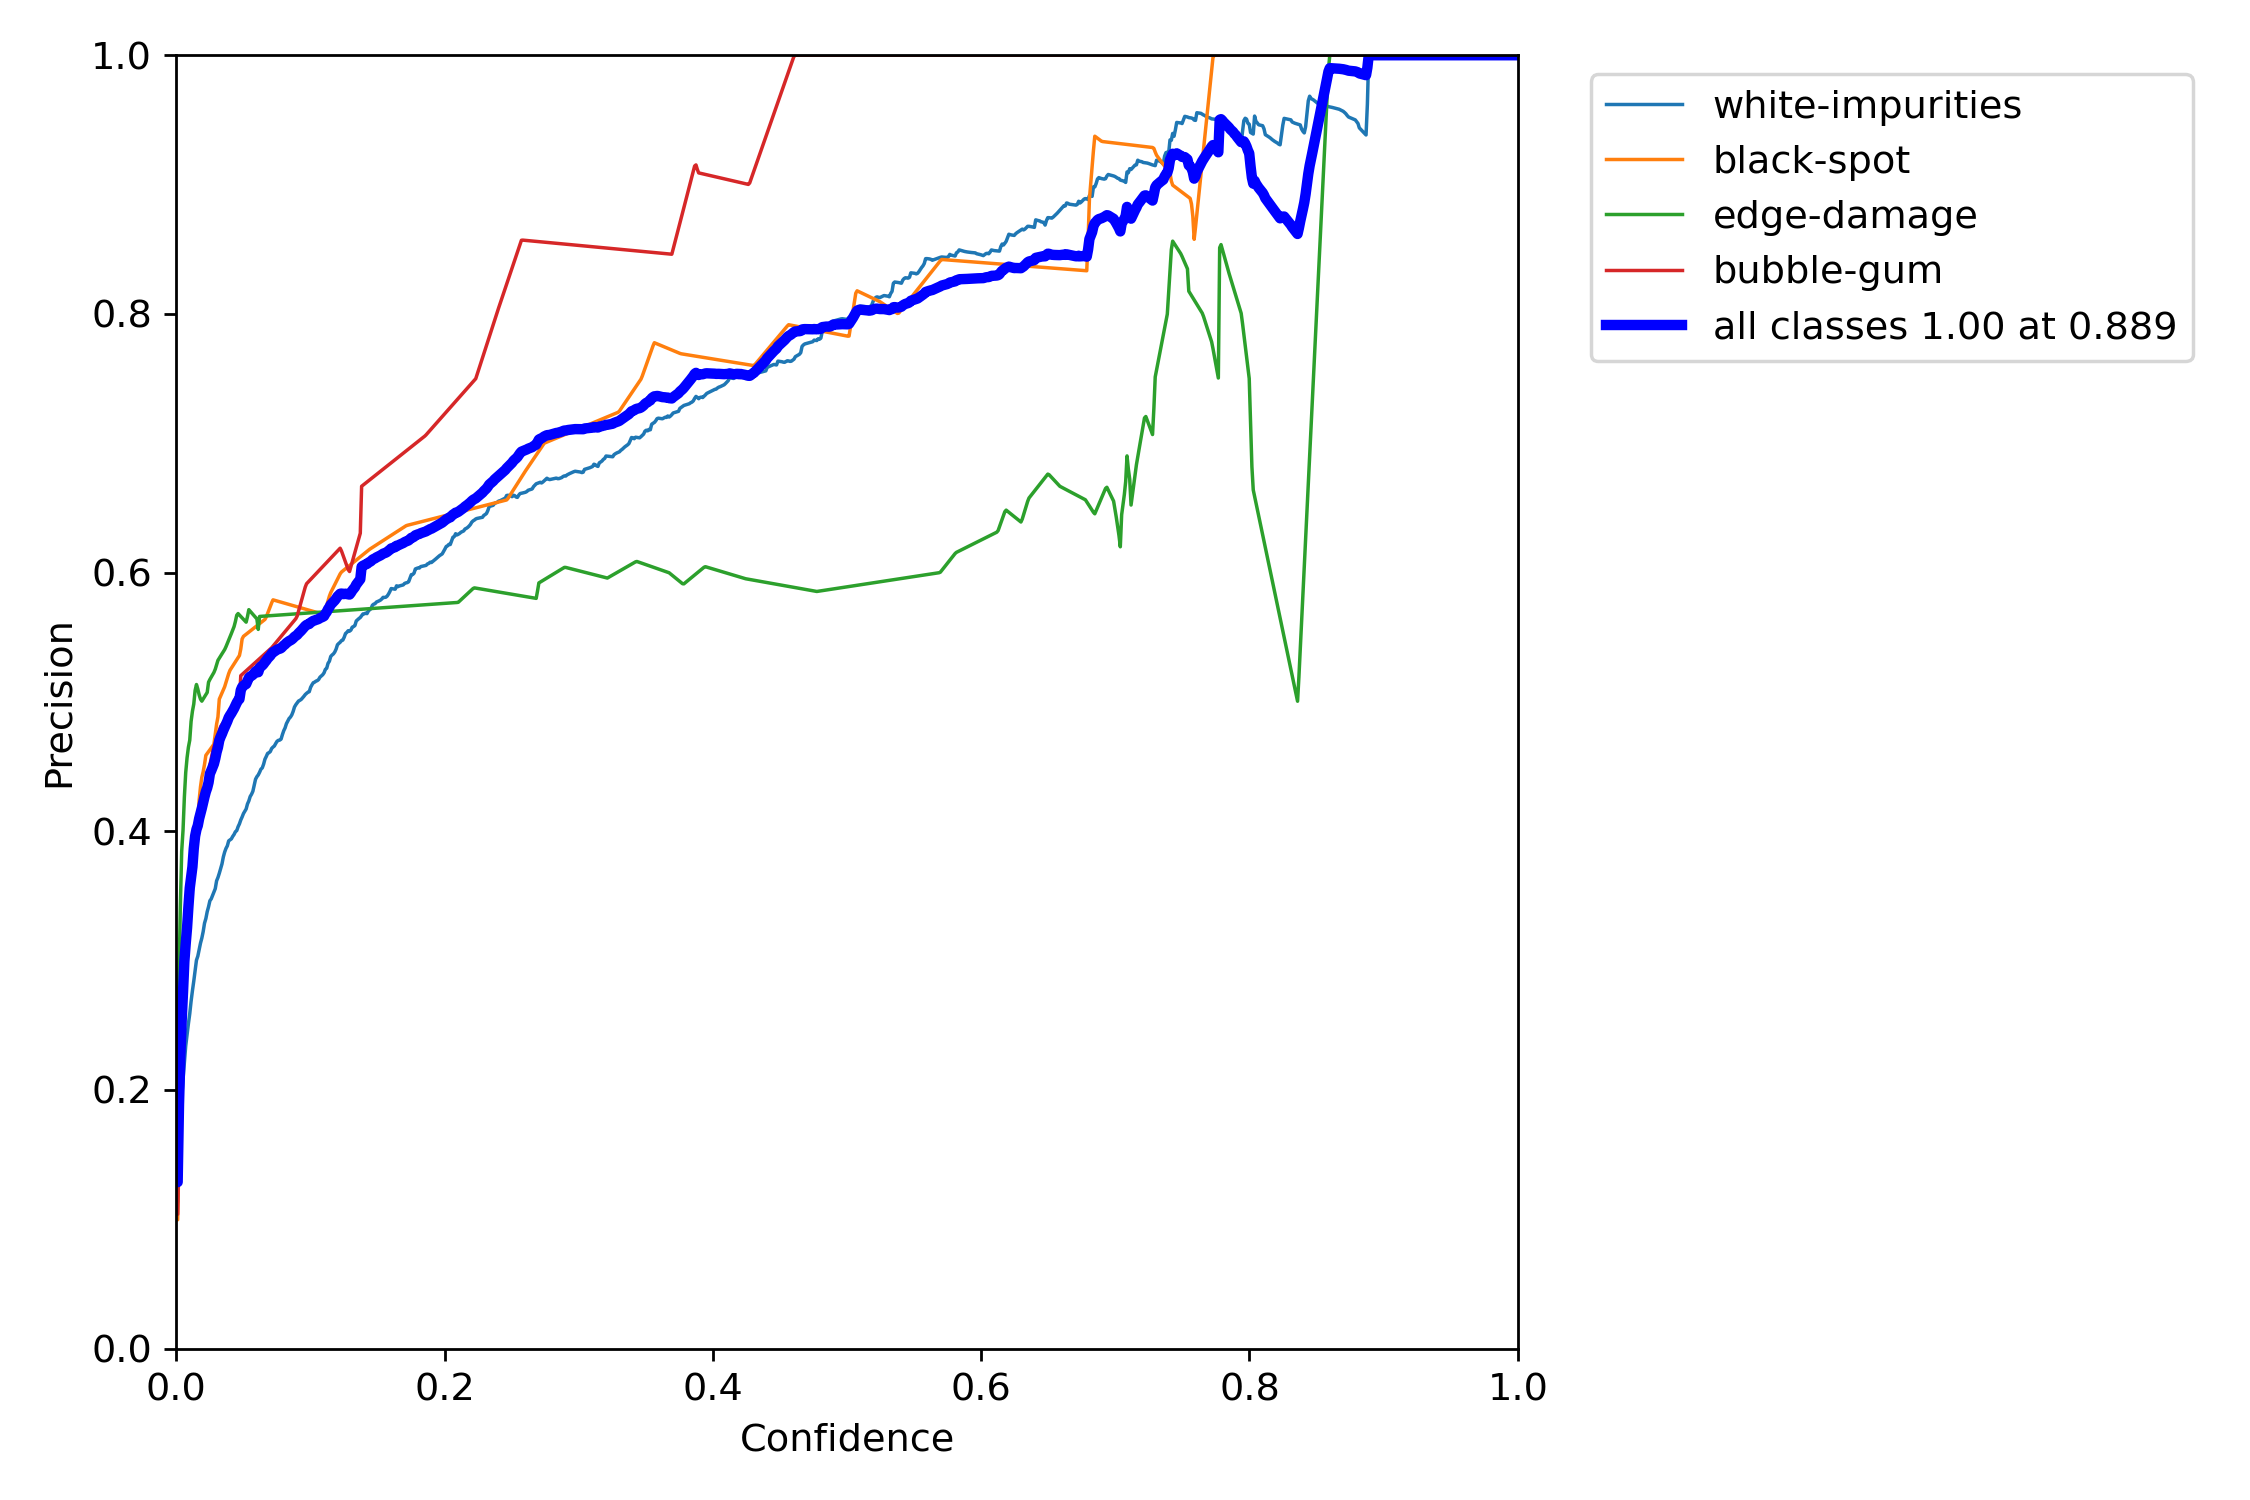 1.0
0.8
0.6
0.4
0.2
0.0
Precision
0.0 0.2 0.4 0.6 0.8 1.0
Confidence
white-impurities
black-spot
edge-damage
bubble-gum
all classes 1.00 at 0.889